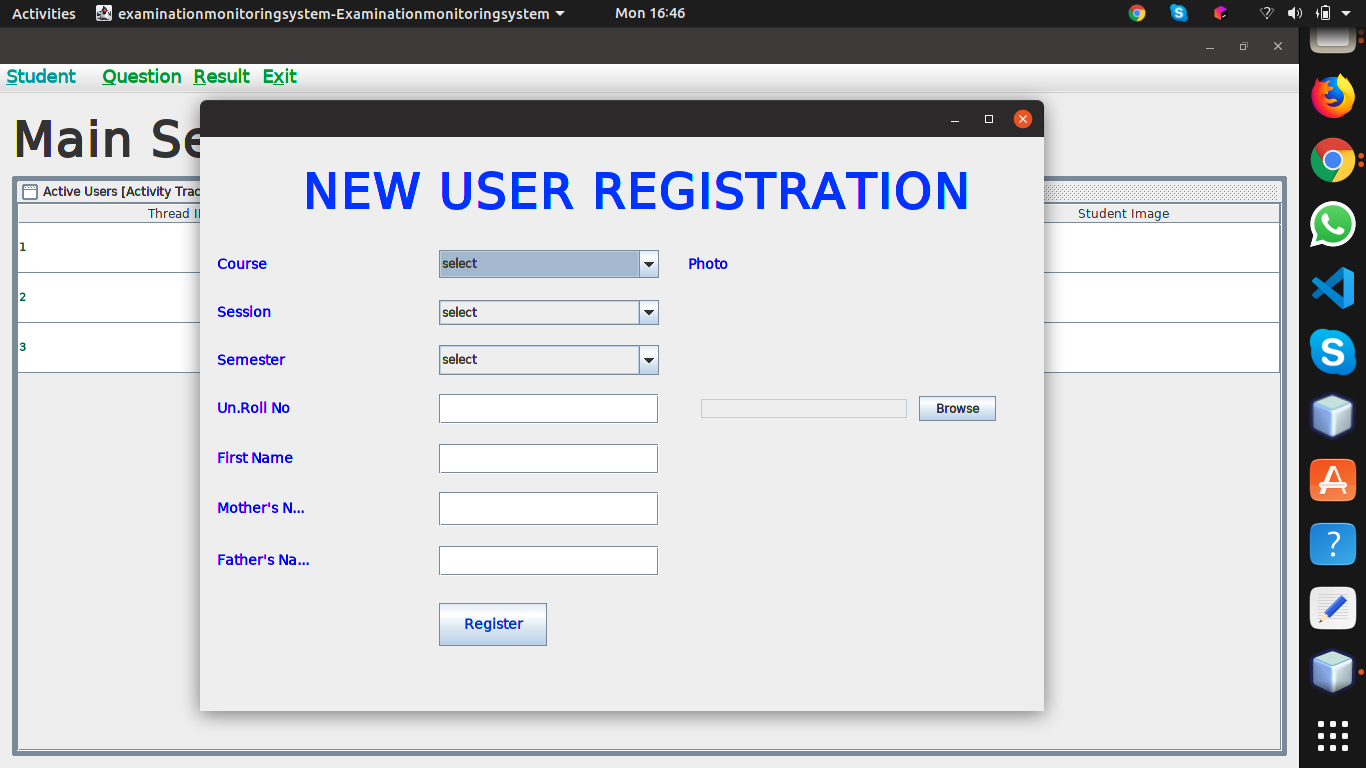 Activities examinationmonitoringsystem-Examinationmonitoringsystem Mon 16:46
Student Question Result Exit
Main Se
NEW USER REGISTRATION
Active Users [Activity Trac
Thread I Student Image
1
2
3
Course select Photo
Session select
Semester select
Un.Roll No Browse
First Name
Mother's N...
Father's Na...
Register